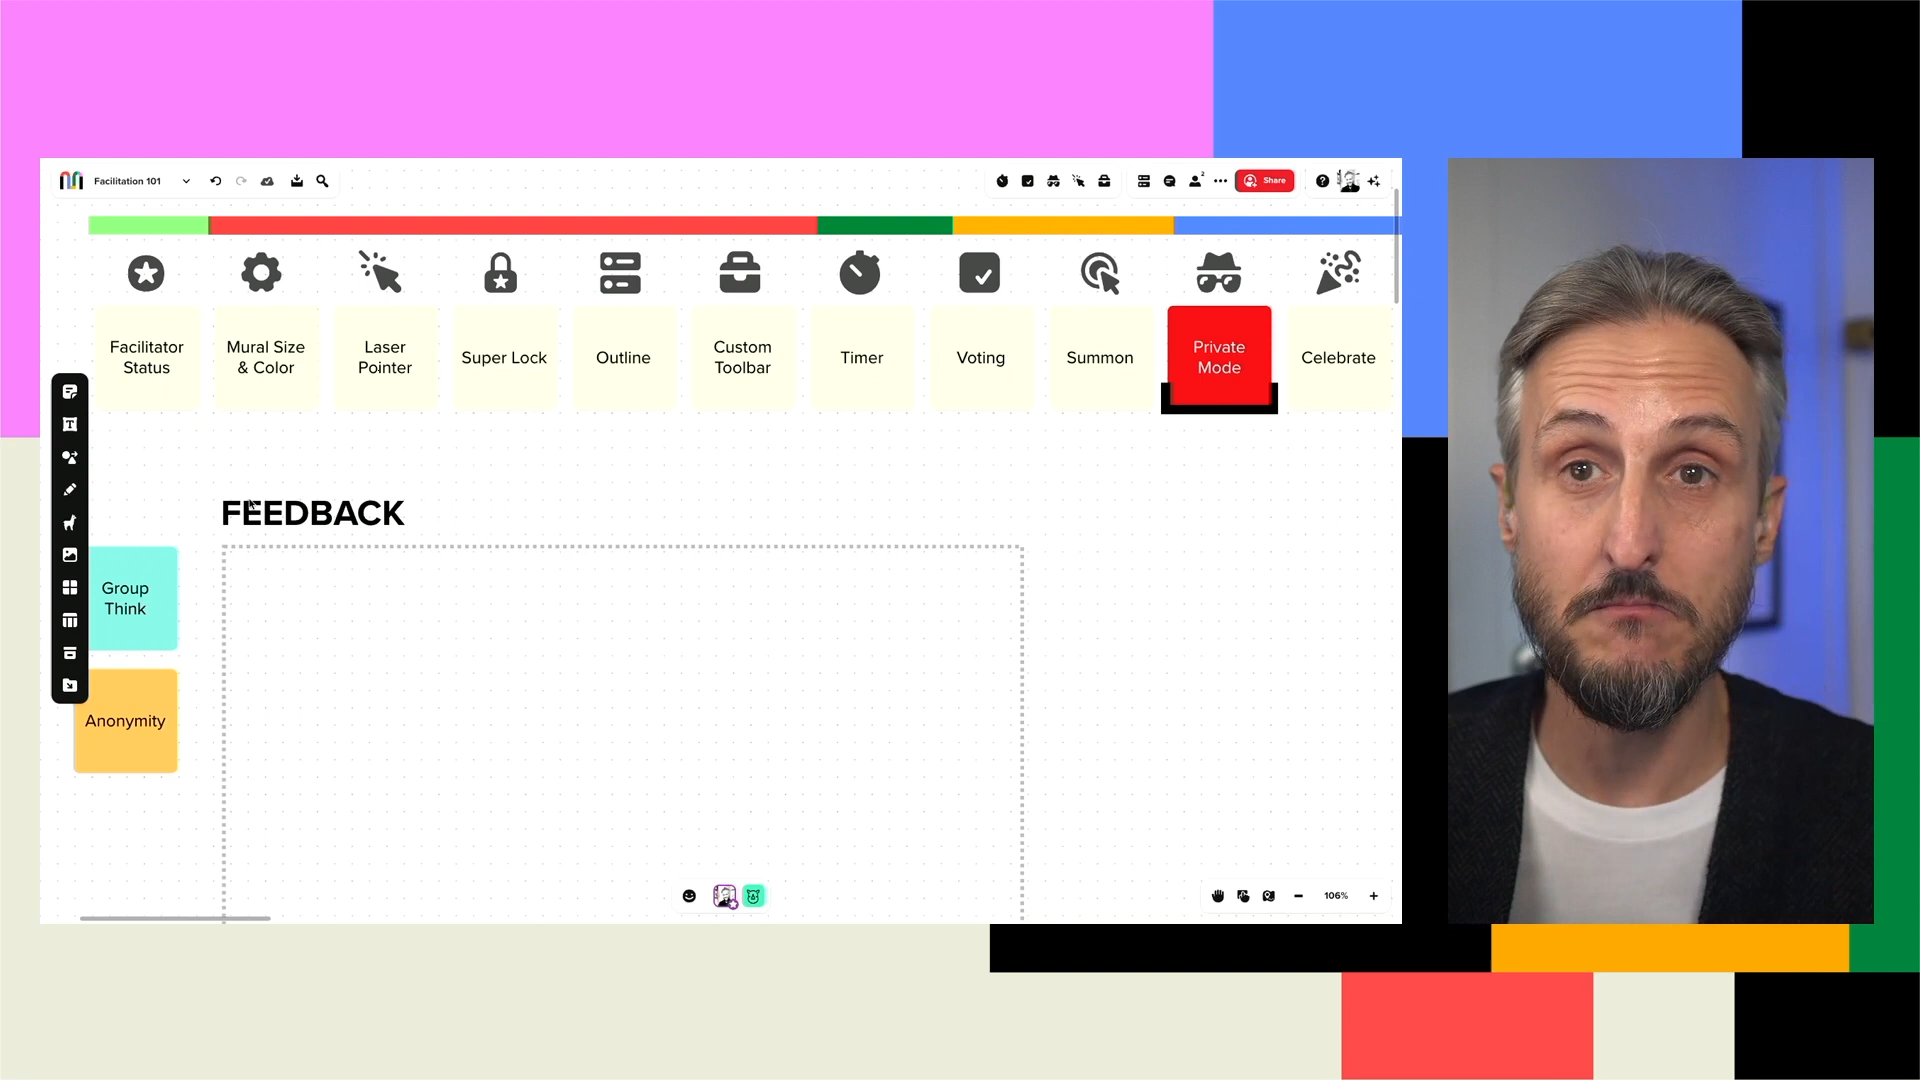 Facilitation 101
2
Share
Facilitator
Status
Mural Size
& Color
Laser
Pointer
Super Lock
Outline
Custom
Toolbar
Timer
Voting
Summon
Private
Mode
Celebrate
FEEDBACK
Group
Think
Anonymity
106%